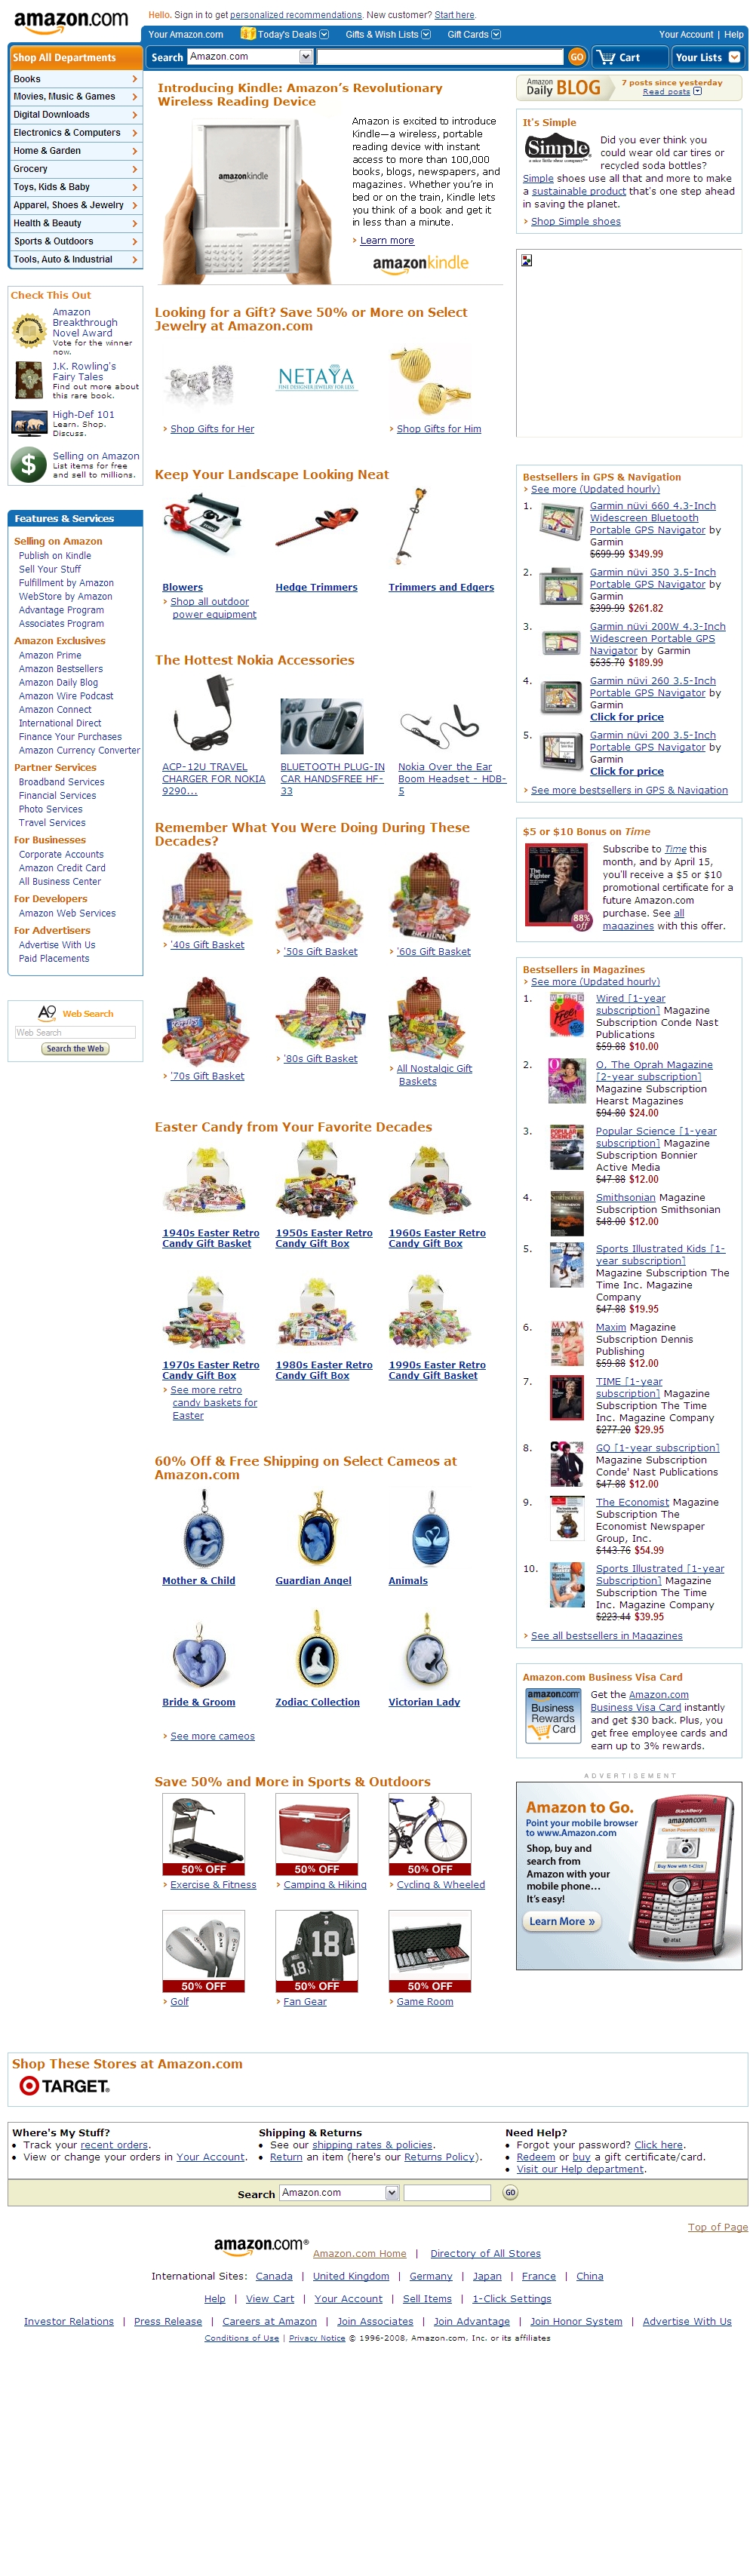 amazon.com
Hello. Sign in to get personalized recommendations. New customer? Start here.
Your Amazon.com
Today's Deals
Gifts & Wish Lists
Gift Cards
Your Account | Help
Shop All Departments
Search
Amazon.com
GO
Cart
Your Lists
Books
Movies, Music & Games
Digital Downloads
Electronics & Computers
Home & Garden
Grocery
Toys, Kids & Baby
Apparel, Shoes & Jewelry
Health & Beauty
Sports & Outdoors
Tools, Auto & Industrial
Check This Out
Amazon
Breakthrough
Novel Award
Vote for the winner
now.
J.K. Rowling's
Fairy Tales
Find out more about
this rare book.
High-Def 101
Learn. Shop.
Discuss.
Selling on Amazon
List items for free
and sell to millions.
Features & Services
Selling on Amazon
Publish on Kindle
Sell Your Stuff
Fulfillment by Amazon
WebStore by Amazon
Advantage Program
Associates Program
Amazon Exclusives
Amazon Prime
Amazon Bestsellers
Amazon Daily Blog
Amazon Wire Podcast
Amazon Connect
International Direct
Finance Your Purchases
Amazon Currency Converter
Partner Services
Broadband Services
Financial Services
Photo Services
Travel Services
For Businesses
Corporate Accounts
Amazon Credit Card
All Business Center
For Developers
Amazon Web Services
For Advertisers
Advertise With Us
Paid Placements
A9 Web Search
Web Search
Search the Web
Introducing Kindle: Amazon's Revolutionary
Wireless Reading Device
amazonkindle
Amazon is excited to introduce
Kindle—a wireless, portable
reading device with instant
access to more than 100,000
books, blogs, newspapers, and
magazines. Whether you're in
bed or on the train, Kindle lets
you think of a book and get it
in less than a minute.
Learn more
amazonkindle
Looking for a Gift? Save 50% or More on Select
Jewelry at Amazon.com
NETAYA
FINE DESIGNER JEWELRY FOR LESS
Shop Gifts for Her
Shop Gifts for Him
Keep Your Landscape Looking Neat
Blowers
Hedge Trimmers
Trimmers and Edgers
Shop all outdoor
power equipment
The Hottest Nokia Accessories
ACP-12U TRAVEL
CHARGER FOR NOKIA
9290...
BLUETOOTH PLUG-IN
CAR HANDSFREE HF-
33
Nokia Over the Ear
Boom Headset - HDB-
5
Remember What You Were Doing During These
Decades?
'40s Gift Basket
'50s Gift Basket
'60s Gift Basket
'70s Gift Basket
'80s Gift Basket
All Nostalgic Gift
Baskets
Easter Candy from Your Favorite Decades
1940s Easter Retro
Candy Gift Basket
1950s Easter Retro
Candy Gift Box
1960s Easter Retro
Candy Gift Box
1970s Easter Retro
Candy Gift Box
1980s Easter Retro
Candy Gift Box
1990s Easter Retro
Candy Gift Basket
See more retro
candy baskets for
Easter
60% Off & Free Shipping on Select Cameos at
Amazon.com
Mother & Child
Guardian Angel
Animals
Bride & Groom
Zodiac Collection
Victorian Lady
See more cameos
Save 50% and More in Sports & Outdoors
50% OFF
50% OFF
50% OFF
Exercise & Fitness
Camping & Hiking
Cycling & Wheeled
18
50% OFF
50% OFF
50% OFF
Golf
Fan Gear
Game Room
Amazon
Daily BLOG
7 posts since yesterday
Read posts
It's Simple
Simple
Did you ever think you
could wear old car tires or
recycled soda bottles?
Simple shoes use all that and more to make
a sustainable product that's one step ahead
in saving the planet.
Shop Simple shoes
Bestsellers in GPS & Navigation
See more (Updated hourly)
1. Garmin nüvi 660 4.3-Inch
Widescreen Bluetooth
Portable GPS Navigator by
Garmin
$699.99 $349.99
2. Garmin nüvi 350 3.5-Inch
Portable GPS Navigator by
Garmin
$399.99 $261.82
3. Garmin nüvi 200W 4.3-Inch
Widescreen Portable GPS
Navigator by Garmin
$535.70 $189.99
4. Garmin nüvi 260 3.5-Inch
Portable GPS Navigator by
Garmin
Click for price
5. Garmin nüvi 200 3.5-Inch
Portable GPS Navigator by
Garmin
Click for price
See more bestsellers in GPS & Navigation
$5 or $10 Bonus on Time
TIME
The
Fighter
88%
off
Subscribe to Time this
month, and by April 15,
you'll receive a $5 or $10
promotional certificate for a
future Amazon.com
purchase. See all
magazines with this offer.
Bestsellers in Magazines
See more (Updated hourly)
1. Wired [1-year
subscription] Magazine
Subscription Conde Nast
Publications
$59.88 $10.00
2. O, The Oprah Magazine
[2-year subscription]
Magazine Subscription
Hearst Magazines
$94.80 $24.00
3. Popular Science [1-year
subscription] Magazine
Subscription Bonnier
Active Media
$47.88 $12.00
4. Smithsonian Magazine
Subscription Smithsonian
$48.00 $12.00
5. Sports Illustrated Kids [1-
year subscription]
Magazine Subscription The
Time Inc. Magazine
Company
$47.88 $19.95
6. Maxim Magazine
Subscription Dennis
Publishing
$59.88 $12.00
7. TIME [1-year
subscription] Magazine
Subscription The Time
Inc. Magazine Company
$277.20 $29.95
8. GQ [1-year subscription]
Magazine Subscription
Conde' Nast Publications
$47.88 $12.00
9. The Economist Magazine
Subscription The
Economist Newspaper
Group, Inc.
$143.76 $54.99
10. Sports Illustrated [1-year
Subscription] Magazine
Subscription The Time
Inc. Magazine Company
$223.44 $39.95
See all bestsellers in Magazines
Amazon.com Business Visa Card
amazon.com
Business
Rewards
Card
Get the Amazon.com
Business Visa Card instantly
and get $30 back. Plus, you
get free employee cards and
earn up to 3% rewards.
ADVERTISEMENT
Amazon to Go.
Point your mobile browser
to www.Amazon.com
Shop, buy and
search from
Amazon with your
mobile phone...
It's easy!
Learn More »
BlackBerry
amazon.com
Buy Now with 1-Click
at&t
Shop These Stores at Amazon.com
TARGET
Where's My Stuff?
Track your recent orders.
View or change your orders in Your Account.
Shipping & Returns
See our shipping rates & policies.
Return an item (here's our Returns Policy).
Need Help?
Forgot your password? Click here.
Redeem or buy a gift certificate/card.
Visit our Help department.
Search Amazon.com GO
Top of Page
amazon.com® Amazon.com Home | Directory of All Stores
International Sites: Canada | United Kingdom | Germany | Japan | France | China
Help | View Cart | Your Account | Sell Items | 1-Click Settings
Investor Relations | Press Release | Careers at Amazon | Join Associates | Join Advantage | Join Honor System | Advertise With Us
Conditions of Use | Privacy Notice © 1996-2008, Amazon.com, Inc. or its affiliates